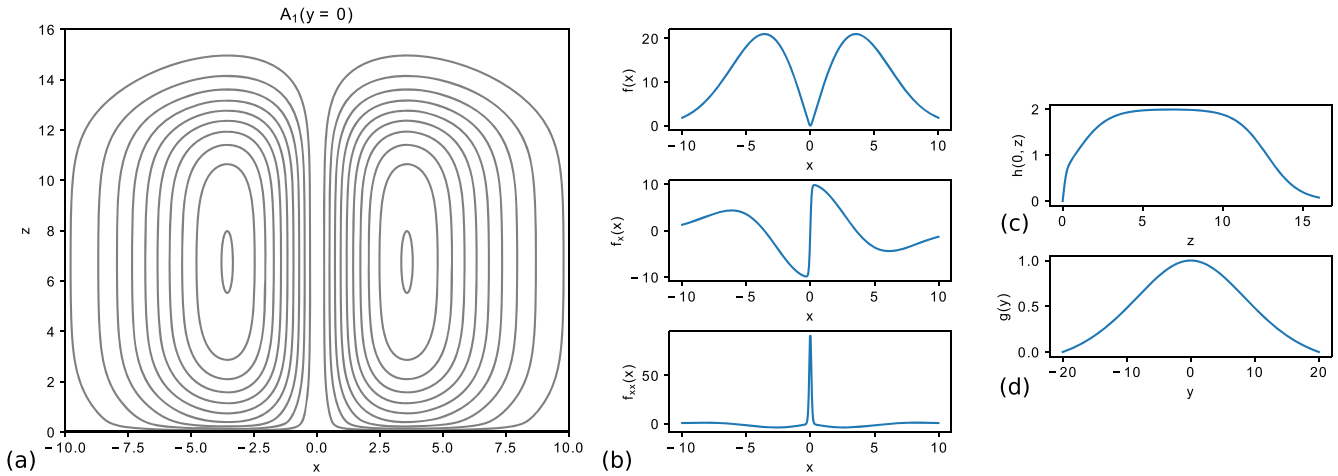 A₁(y = 0)
16
14
12
10
8
6
4
2
0
z
−10.0 −7.5 −5.0 −2.5 0.0 2.5 5.0 7.5 10.0
x
(a)
20
10
0
f(x)
−10 −5 0 5 10
x
10
0
−10
fₓ(x)
−10 −5 0 5 10
x
50
0
fₓₓ(x)
−10 −5 0 5 10
x
(b)
2
1
0
h(0, z)
0 5 10 15
z
(c)
1.0
0.5
0.0
g(y)
−20 −10 0 10 20
y
(d)